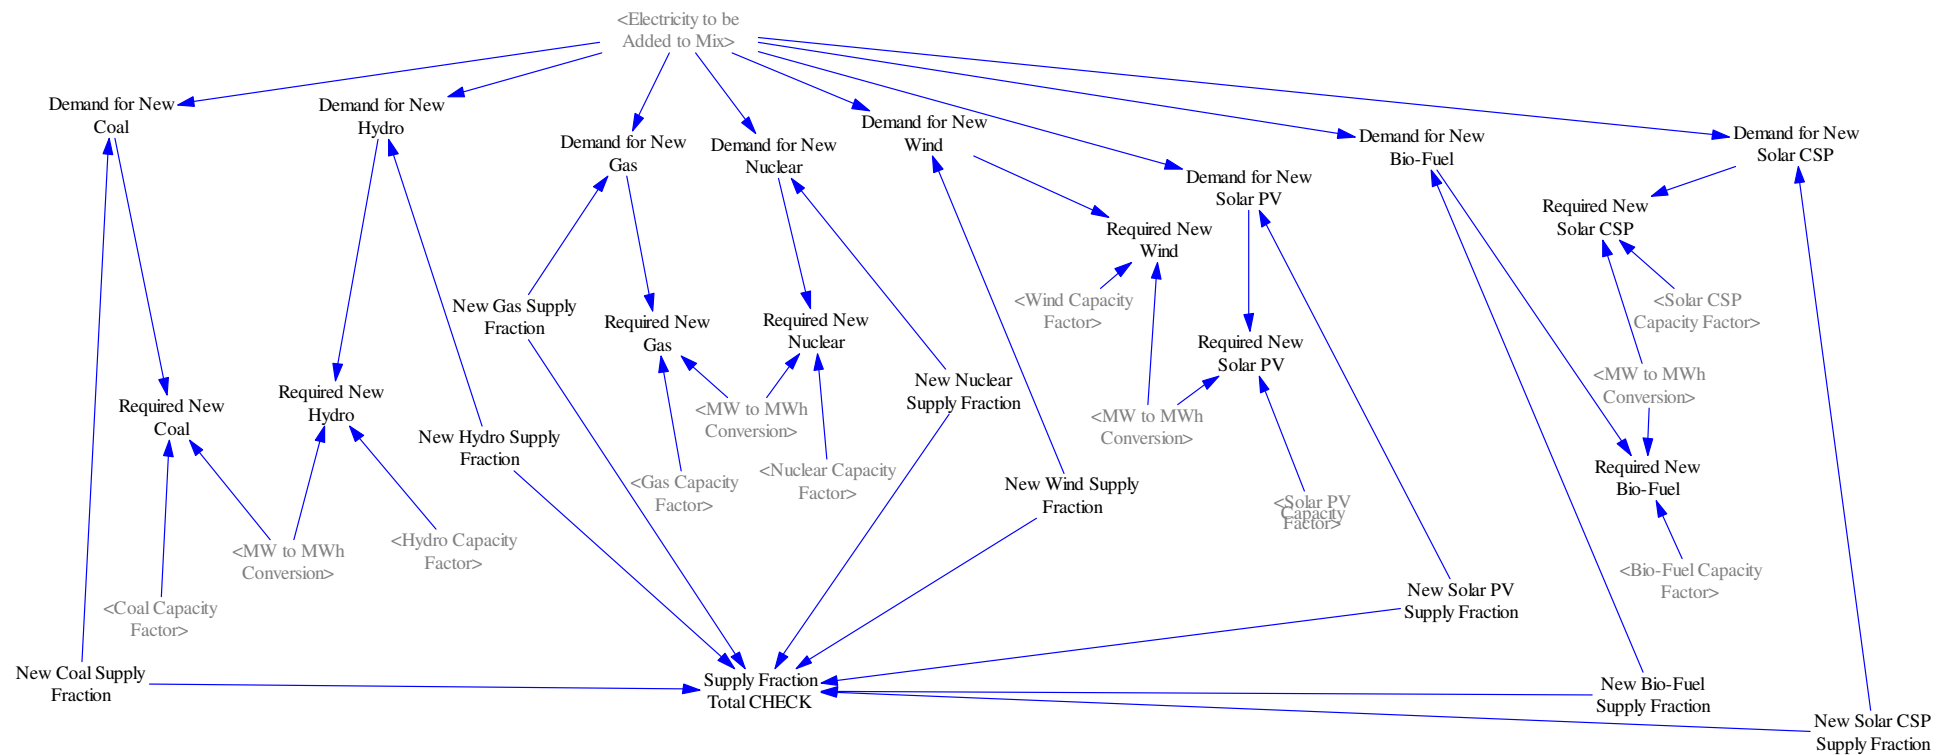 <Electricity to be
Added to Mix>
Demand for New
Coal
Demand for New
Hydro
Demand for New
Gas
Demand for New
Nuclear
Demand for New
Wind
Demand for New
Solar PV
Demand for New
Bio-Fuel
Demand for New
Solar CSP
Required New
Wind
Required New
Solar CSP
<Wind Capacity
Factor>
<Solar CSP
Capacity Factor>
New Gas Supply
Fraction
Required New
Gas
Required New
Nuclear
Required New
Solar PV
Required New
Coal
Required New
Hydro
New Nuclear
Supply Fraction
<MW to MWh
Conversion>
<MW to MWh
Conversion>
<MW to MWh
Conversion>
New Hydro Supply
Fraction
<Gas Capacity
Factor>
<Nuclear Capacity
Factor>
New Wind Supply
Fraction
<Solar PV
Capacity
Factor>
Required New
Bio-Fuel
<MW to MWh
Conversion>
<Hydro Capacity
Factor>
<Bio-Fuel Capacity
Factor>
<Coal Capacity
Factor>
New Solar PV
Supply Fraction
New Coal Supply
Fraction
Supply Fraction
Total CHECK
New Bio-Fuel
Supply Fraction
New Solar CSP
Supply Fraction